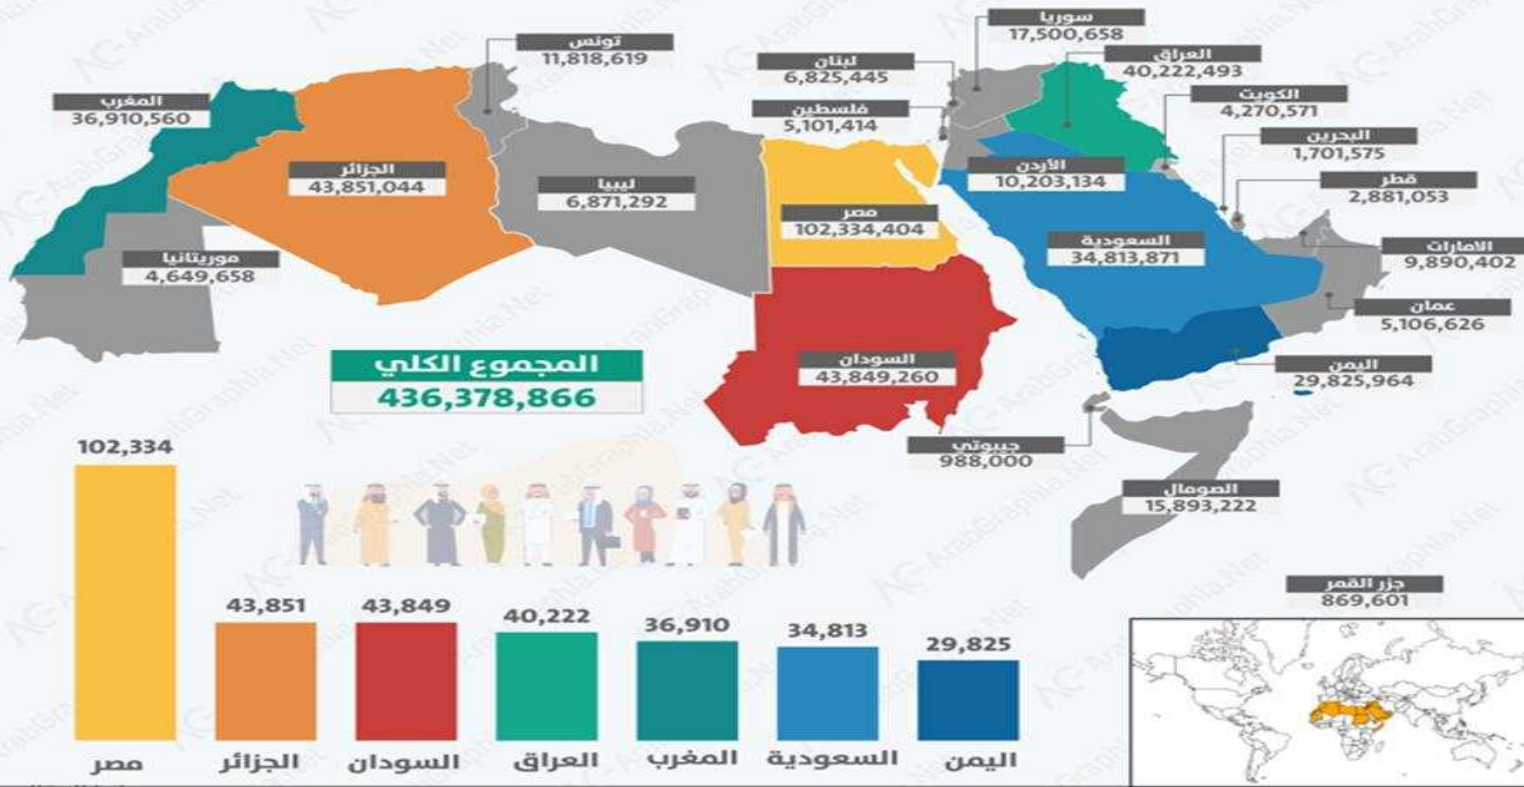 سوريا
17,500,658
تونس
11,818,619
العراق
40,222,493
لبنان
6,825,445
الكويت
4,270,571
المغرب
36,910,560
فلسطين
5,101,414
البحرين
1,701,575
الجزائر
43,851,044
الأردن
10,203,134
قطر
2,881,053
ليبيا
6,871,292
مصر
102,334,404
السعودية
34,813,871
الامارات
9,890,402
موريتانيا
4,649,658
عمان
5,106,626
المجموع الكلي
436,378,866
السودان
43,849,260
اليمن
29,825,964
جيبوتي
988,000
الصومال
15,893,222
جزر القمر
869,601
102,334
43,851
43,849
40,222
36,910
34,813
29,825
مصر
الجزائر
السودان
العراق
المغرب
السعودية
اليمن
AG-ArabGraphia.Net